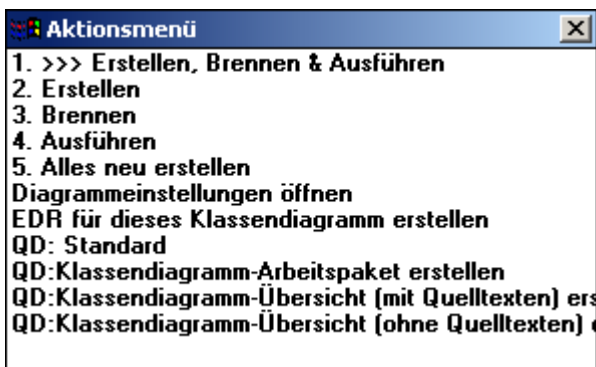 Aktionsmenü
1. >>> Erstellen, Brennen & Ausführen
2. Erstellen
3. Brennen
4. Ausführen
5. Alles neu erstellen
Diagrammeinstellungen öffnen
EDR für dieses Klassendiagramm erstellen
QD: Standard
QD:Klassendiagramm-Arbeitspaket erstellen
QD:Klassendiagramm-Übersicht (mit Quelltexten) ers
QD:Klassendiagramm-Übersicht (ohne Quelltexten)